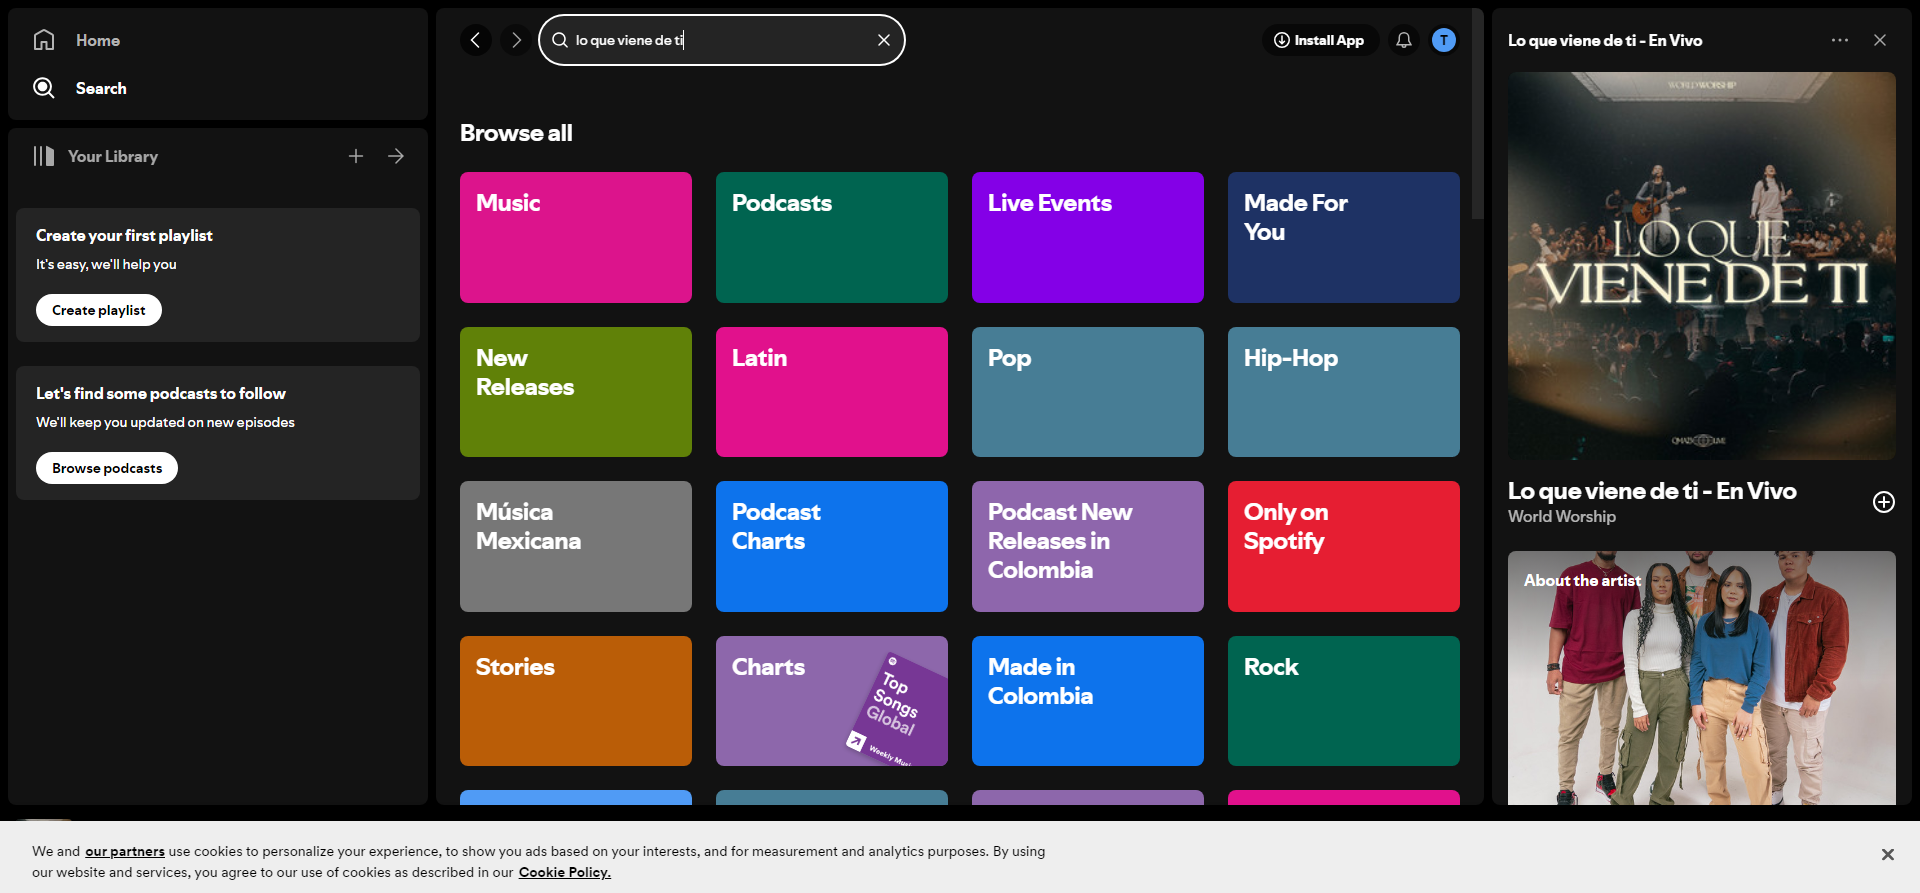 Home
Search
Your Library
Create your first playlist
It's easy, we'll help you
Create playlist
Let's find some podcasts to follow
We'll keep you updated on new episodes
Browse podcasts
lo que viene de ti
Install App
T
Browse all
Music
Podcasts
Live Events
Made For
You
New
Releases
Latin
Pop
Hip-Hop
Música
Mexicana
Podcast
Charts
Podcast New
Releases in
Colombia
Only on
Spotify
Stories
Charts
Top
Songs
Global
Weekly Mus
Made in
Colombia
Rock
Lo que viene de ti - En Vivo
WORLD WORSHIP
LO QUE
VIENE DE TI
LIVE
Lo que viene de ti - En Vivo
World Worship
About the artist
We and our partners use cookies to personalize your experience, to show you ads based on your interests, and for measurement and analytics purposes. By using
our website and services, you agree to our use of cookies as described in our Cookie Policy.